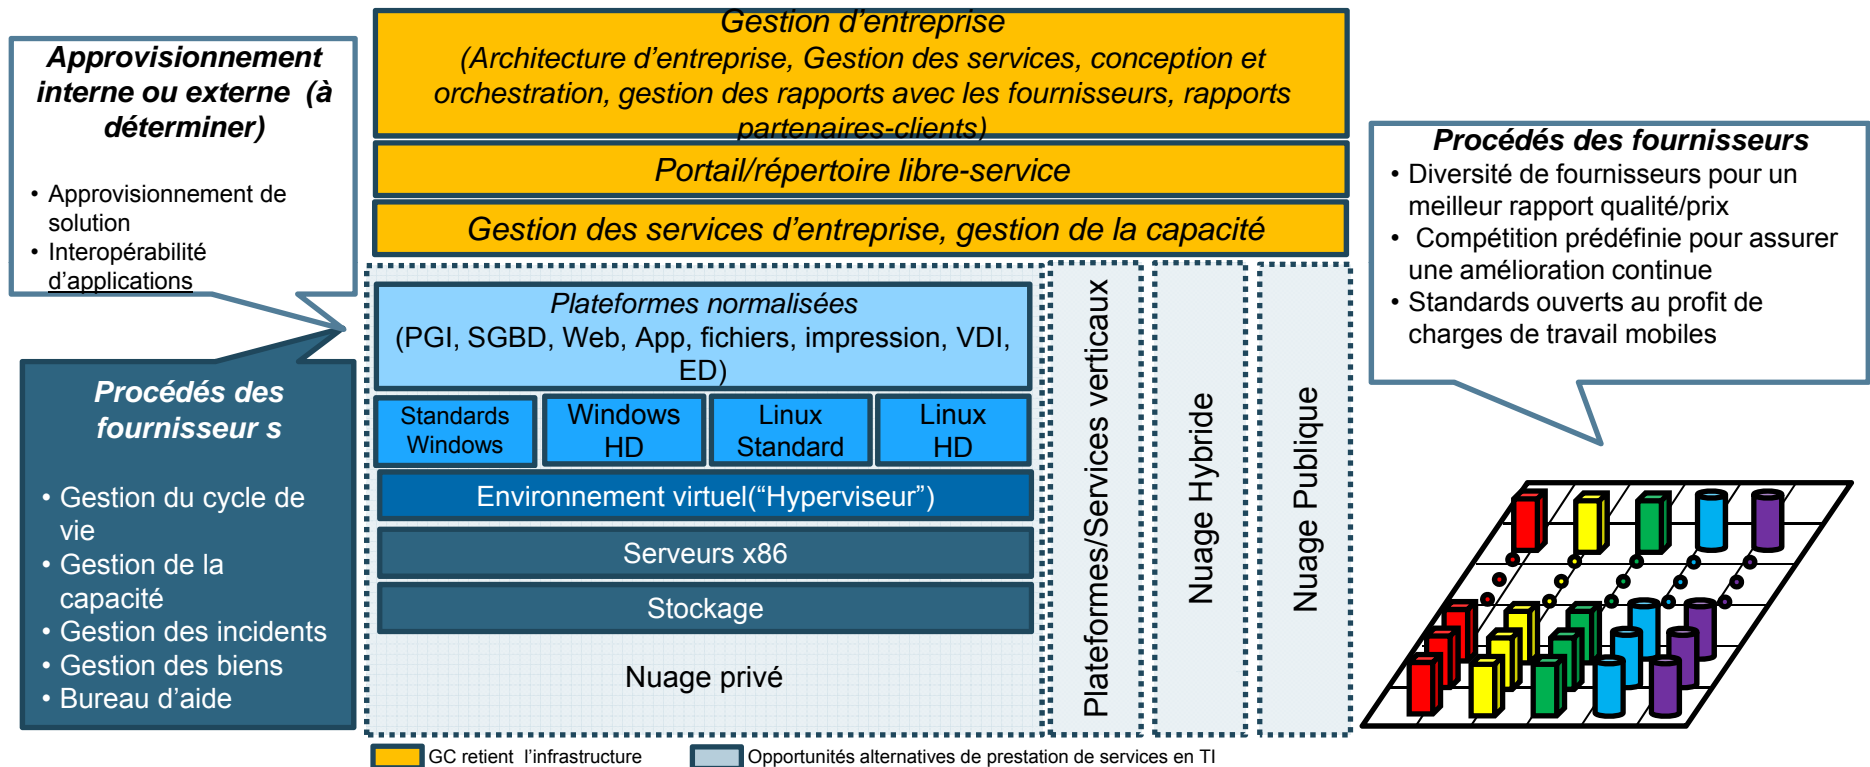 Approvisionnement
interne ou externe (à
déterminer)
• Approvisionnement de
solution
• Interopérabilité
d’applications
Procédés des
fournisseur s
• Gestion du cycle de
vie
• Gestion de la
capacité
• Gestion des incidents
• Gestion des biens
• Bureau d’aide
Gestion d’entreprise
(Architecture d’entreprise, Gestion des services, conception et
orchestration, gestion des rapports avec les fournisseurs, rapports
partenaires-clients)
Portail/répertoire libre-service
Gestion des services d’entreprise, gestion de la capacité
Plateformes normalisées
(PGI, SGBD, Web, App, fichiers, impression, VDI,
ED)
Standards
Windows
Windows
HD
Linux
Standard
Linux
HD
Environnement virtuel(“Hyperviseur”)
Serveurs x86
Stockage
Nuage privé
Plateformes/Services verticaux
Nuage Hybride
Nuage Publique
Procédés des fournisseurs
• Diversité de fournisseurs pour un
meilleur rapport qualité/prix
• Compétition prédéfinie pour assurer
une amélioration continue
• Standards ouverts au profit de
charges de travail mobiles
GC retient l’infrastructure
Opportunités alternatives de prestation de services en TI